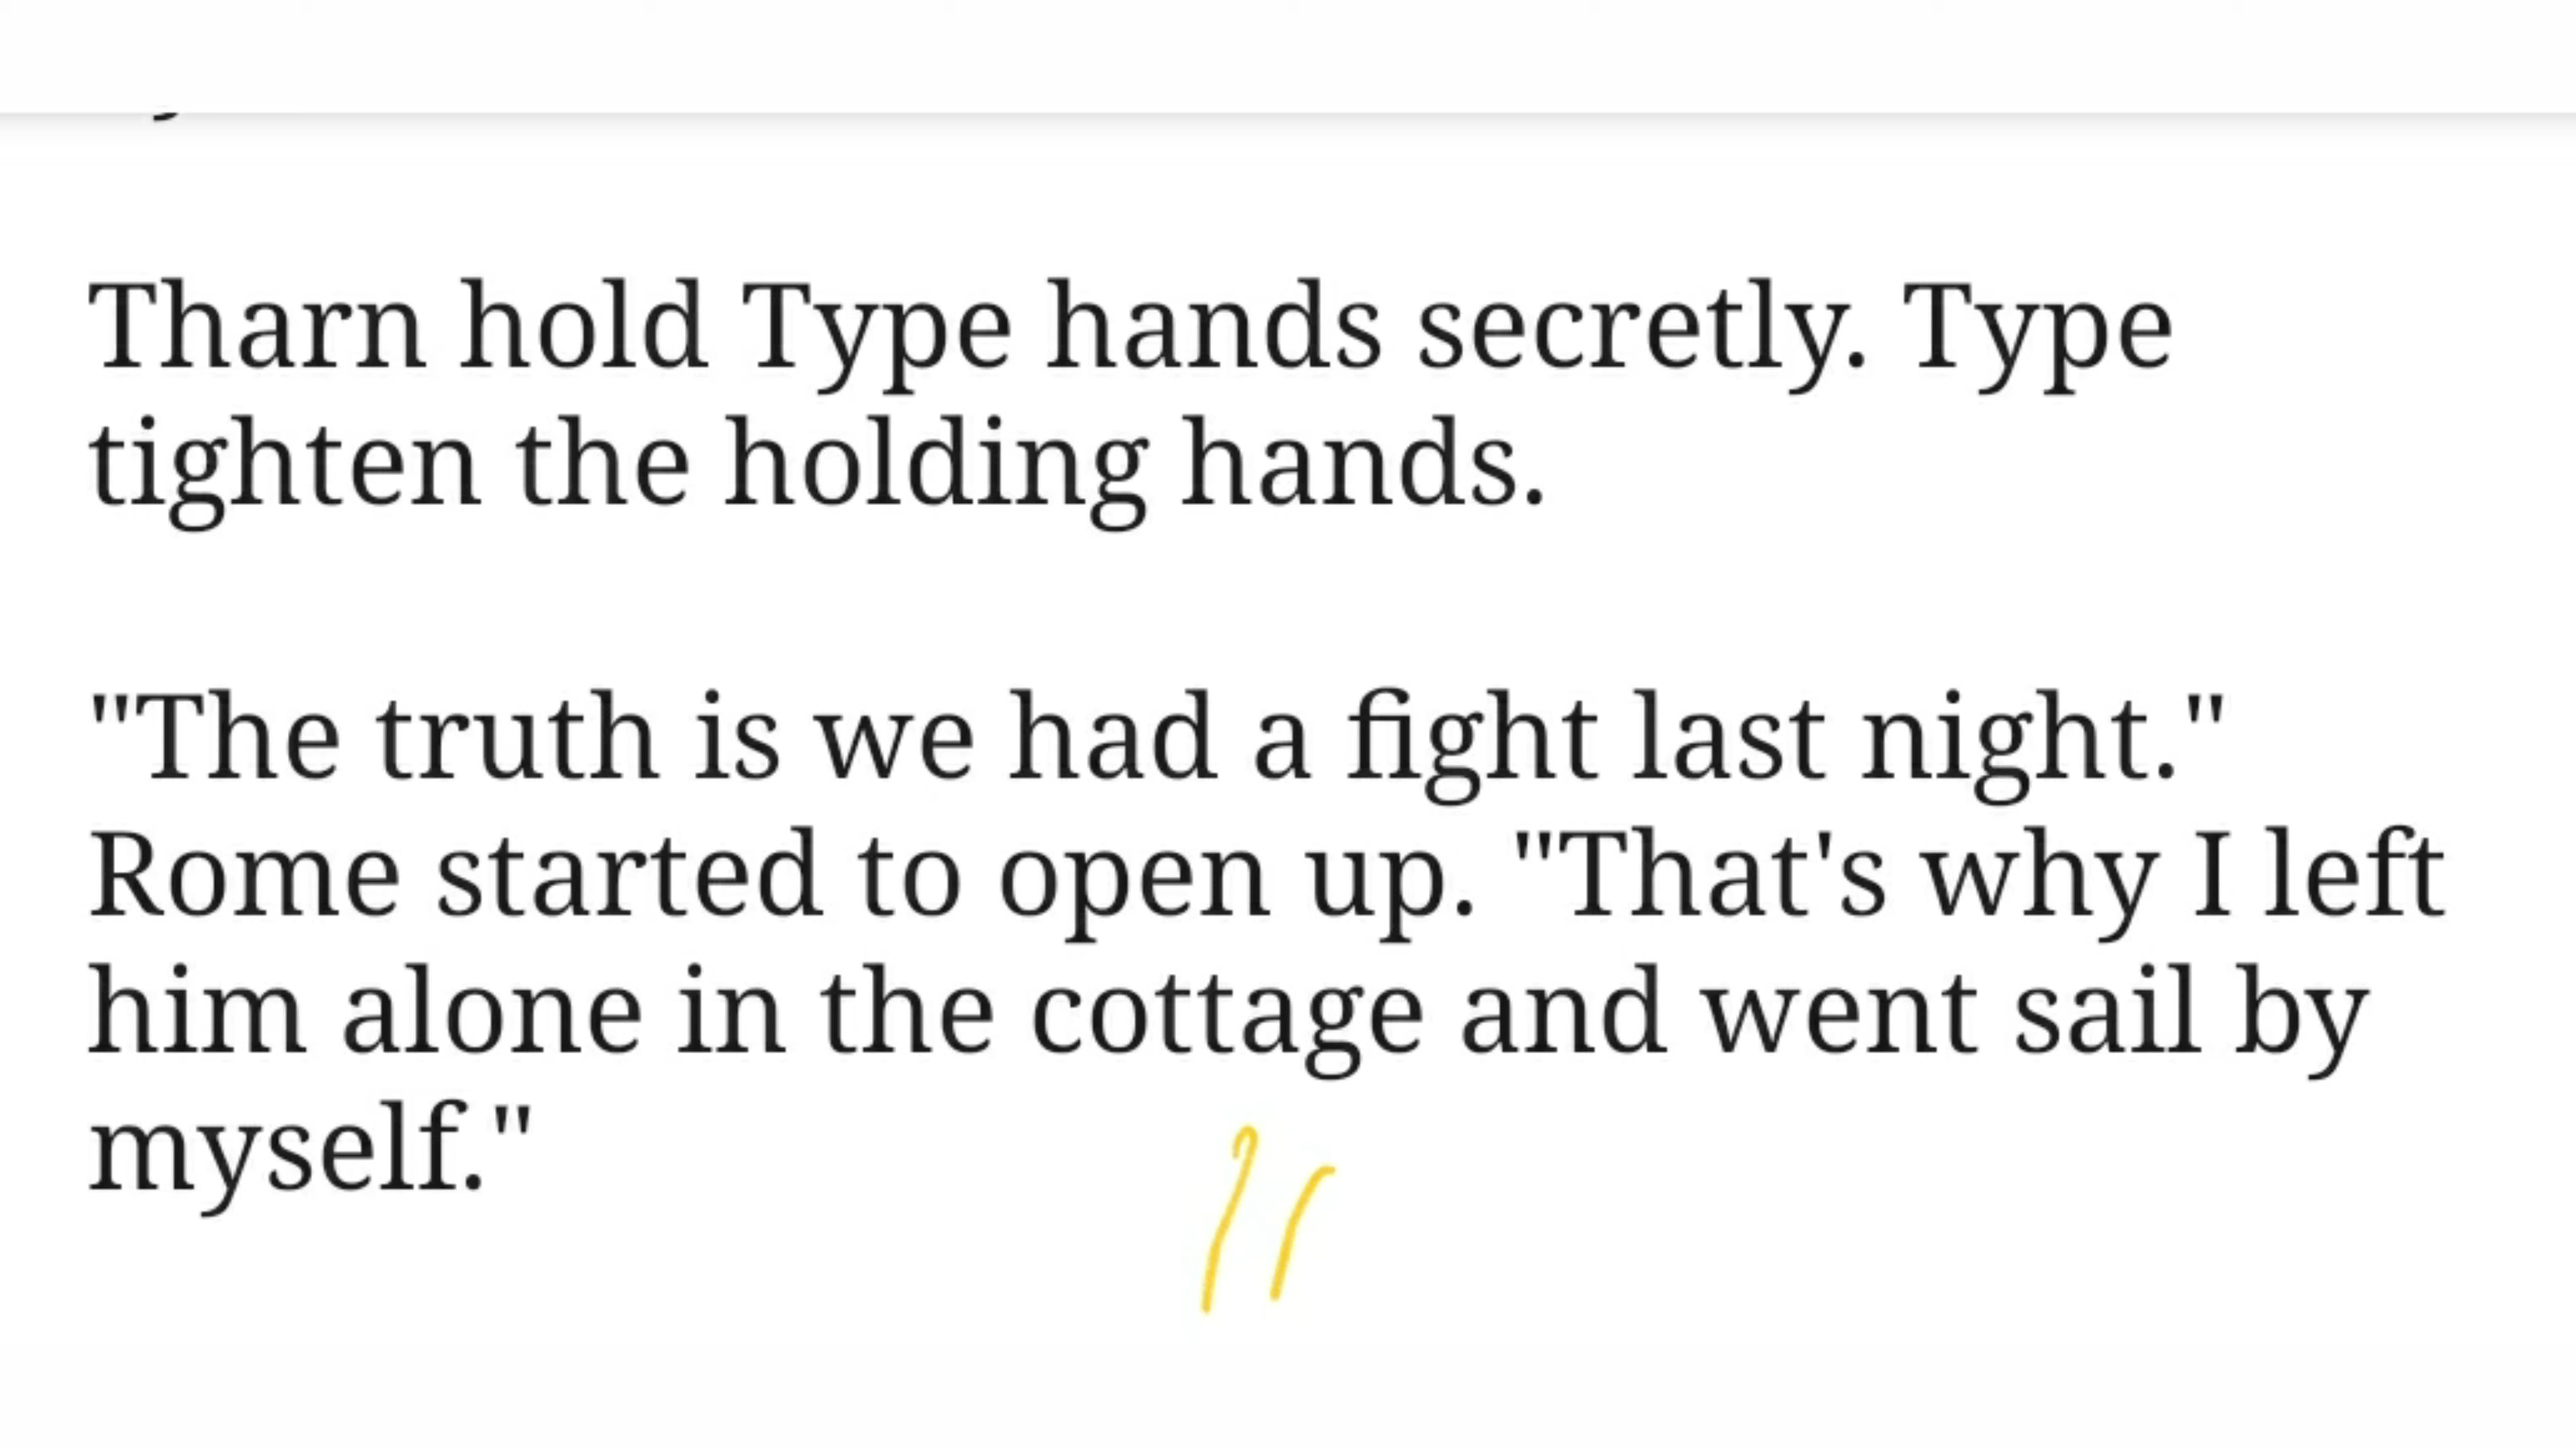 Tharn hold Type hands secretly. Type
tighten the holding hands.
"The truth is we had a fight last night."
Rome started to open up. "That's why I left
him alone in the cottage and went sail by
myself."